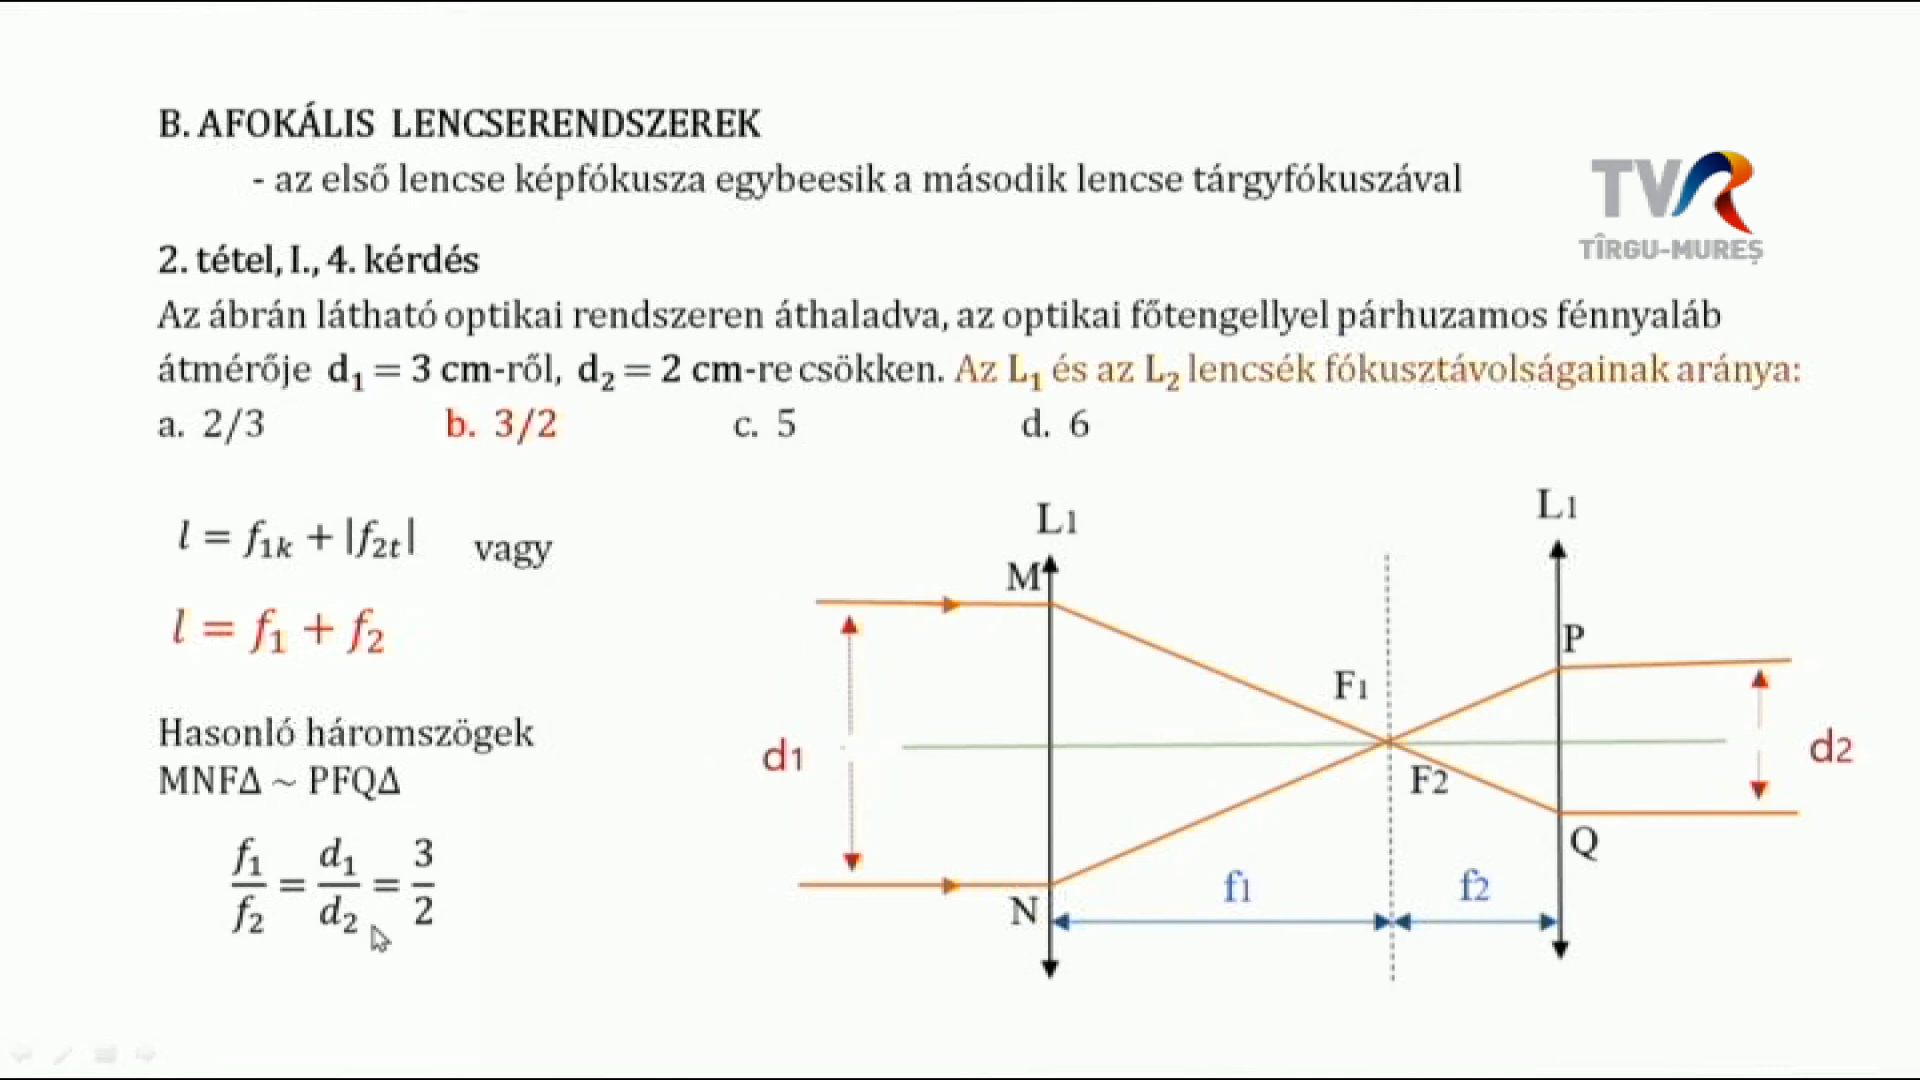 B. AFOKÁLIS LENCSERENDSZEREK
- az első lencse képfókusza egybeesik a második lencse tárgyfókuszával
TVR
TÎRGU-MUREȘ
2. tétel, I., 4. kérdés
Az ábrán látható optikai rendszeren áthaladva, az optikai főtengellyel párhuzamos fénnyaláb
átmérője d₁ = 3 cm-ről, d₂ = 2 cm-re csökken. Az L₁ és az L₂ lencsék fókusztávolságainak aránya:
a. 2/3 b. 3/2 c. 5 d. 6
l = f₁ₖ + |f₂ₜ| vagy
l = f₁ + f₂
Hasonló háromszögek
MNFΔ ~ PFQΔ
f₁/f₂ = d₁/d₂ = 3/2
L1
L1
M
P
F1
d1
d2
F2
Q
f1
f2
N